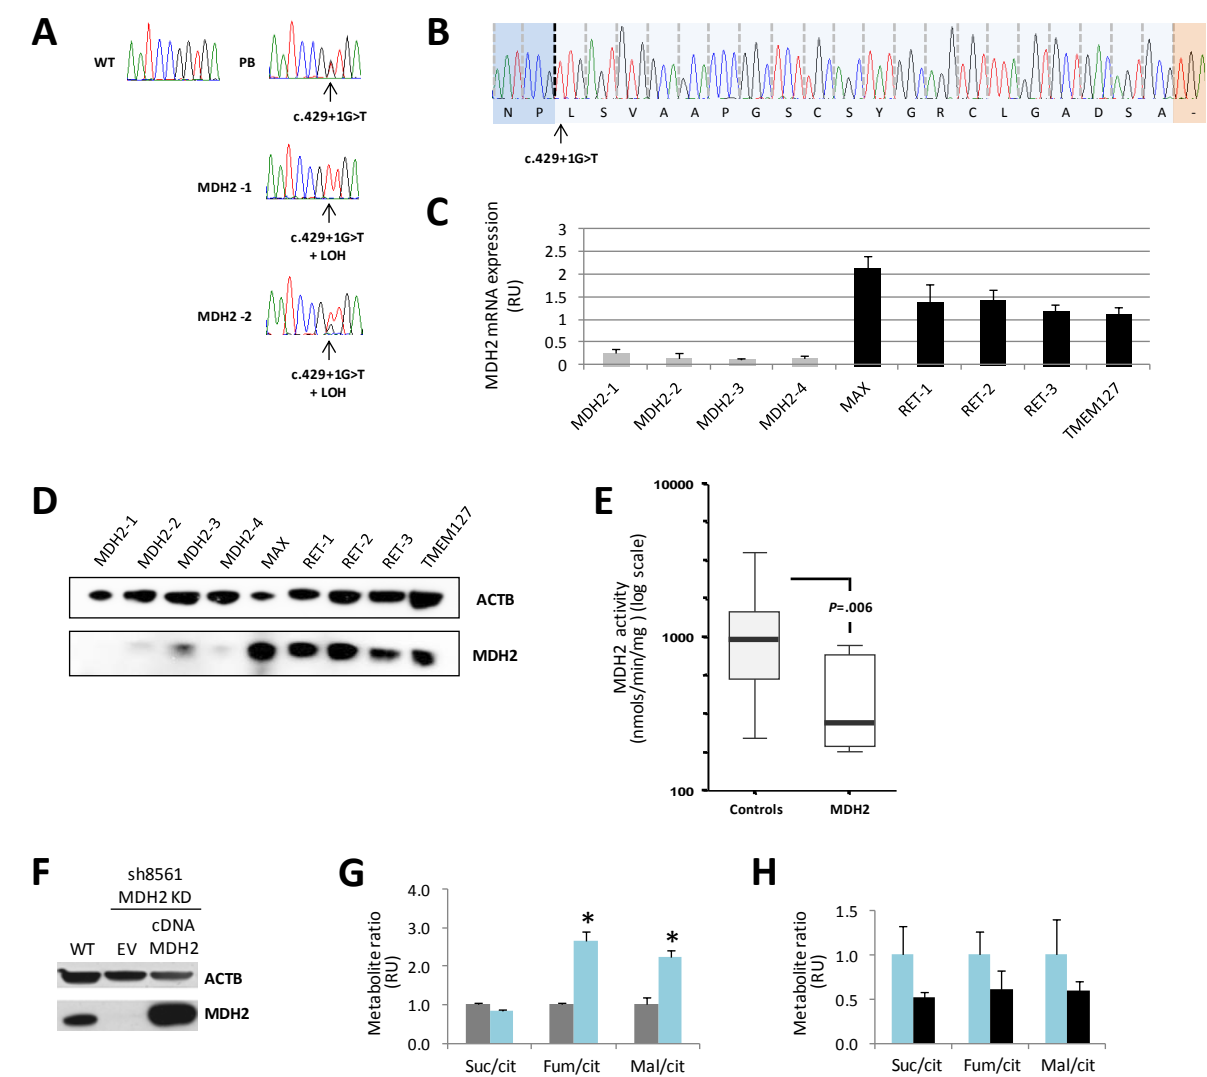 A
WT
PB
c.429+1G>T
MDH2 -1
c.429+1G>T
+ LOH
MDH2 -2
c.429+1G>T
+ LOH
B
N P L S V A A P G S C S Y G R C L G A D S A -
c.429+1G>T
C
MDH2 mRNA expression
(RU)
3
2.5
2
1.5
1
0.5
0
MDH2-1
MDH2-2
MDH2-3
MDH2-4
MAX
RET-1
RET-2
RET-3
TMEM127
D
MDH2-1
MDH2-2
MDH2-3
MDH2-4
MAX
RET-1
RET-2
RET-3
TMEM127
ACTB
MDH2
E
MDH2 activity
(nmols/min/mg ) (log scale)
10000
1000
100
P=.006
Controls
MDH2
F
sh8561
MDH2 KD
cDNA
WT EV MDH2
ACTB
MDH2
G
Metabolite ratio
(RU)
4.0
3.0
2.0
1.0
0.0
*
*
Suc/cit
Fum/cit
Mal/cit
H
Metabolite ratio
(RU)
1.5
1.0
0.5
0.0
Suc/cit
Fum/cit
Mal/cit